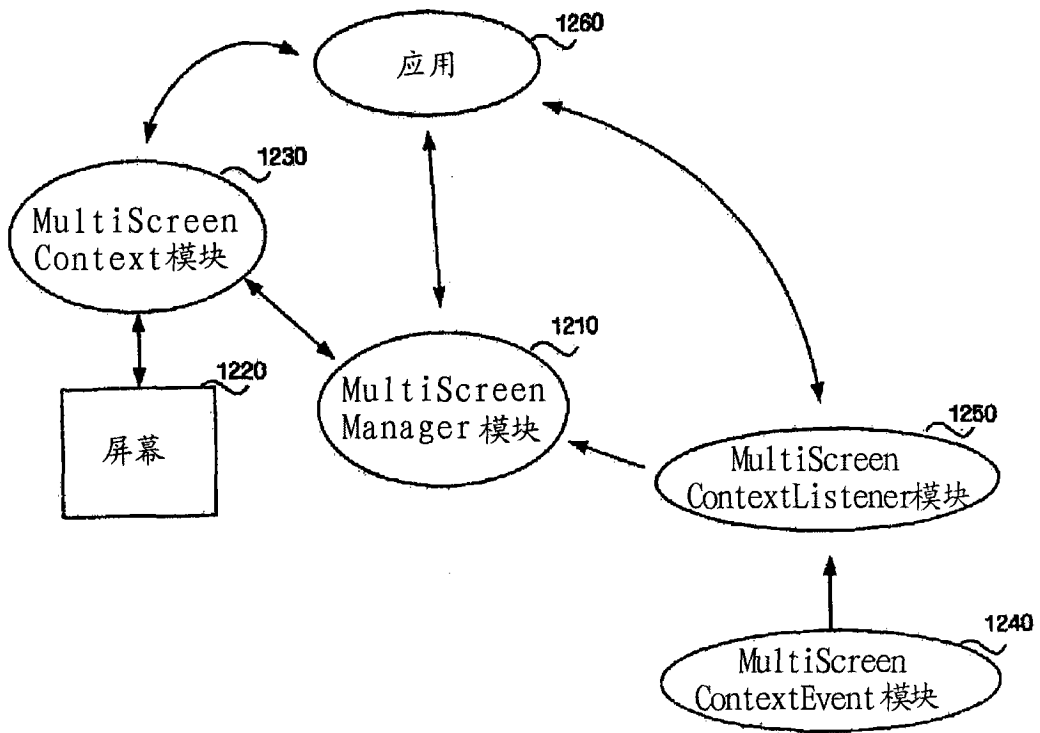 1260
应用
1230
MultiScreen
Context模块
1210
MultiScreen
Manager 模块
1220
屏幕
1250
MultiScreen
ContextListener模块
1240
MultiScreen
ContextEvent 模块